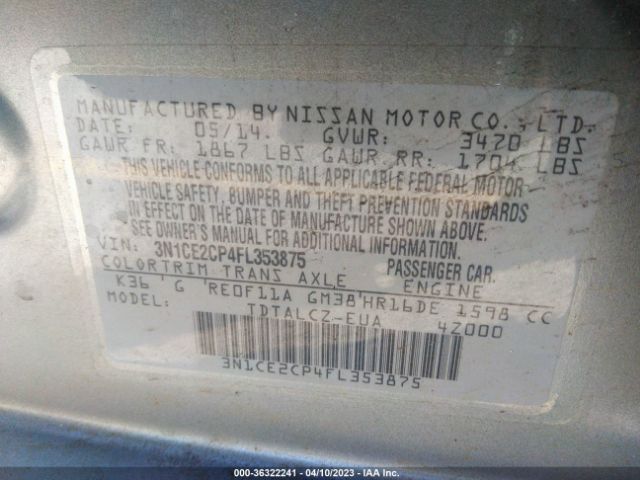 MANUFACTURED BY NISSAN MOTOR CO., LTD.
DATE: 05/14. GVWR: 3470 LBS
GAWR FR: 1867 LBS GAWR RR: 1704 LBS
THIS VEHICLE CONFORMS TO ALL APPLICABLE FEDERAL MOTOR
VEHICLE SAFETY, BUMPER AND THEFT PREVENTION STANDARDS
IN EFFECT ON THE DATE OF MANUFACTURE SHOWN ABOVE.
SEE OWNER'S MANUAL FOR ADDITIONAL INFORMATION.
VIN: 3N1CE2CP4FL353875 PASSENGER CAR.
COLORTRIM TRANS AXLE ENGINE
K36 ' G 'RE0F11A GM38'HR16DE 1598 CC
MODEL: TDTALCZ-EUA 4Z000
3N1CE2CP4FL353875
000-36322241 - 04/10/2023 - IAA Inc.